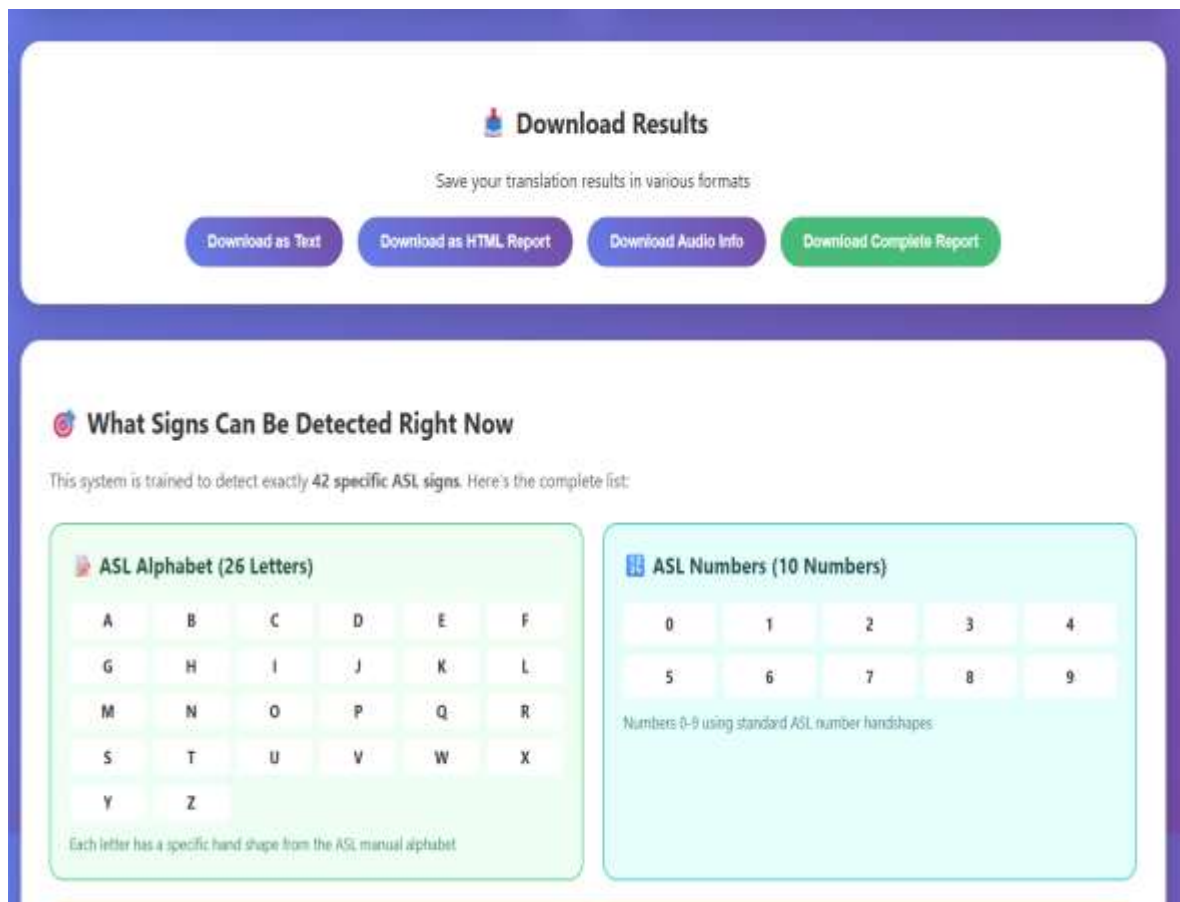 Download Results
Save your translation results in various formats
Download as Text Download as HTML Report Download Audio Info Download Complete Report
What Signs Can Be Detected Right Now
This system is trained to detect exactly 42 specific ASL signs. Here's the complete list:
ASL Alphabet (26 Letters)
A B C D E F
G H I J K L
M N O P Q R
S T U V W X
Y Z
Each letter has a specific hand shape from the ASL manual alphabet
ASL Numbers (10 Numbers)
0 1 2 3 4
5 6 7 8 9
Numbers 0-9 using standard ASL number handshapes